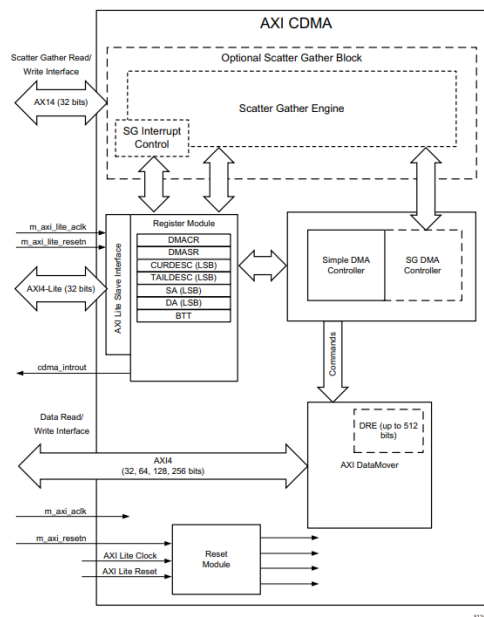 AXI CDMA
Optional Scatter Gather Block
Scatter Gather Read/
Write Interface
AX14 (32 bits)
Scatter Gather Engine
SG Interrupt
Control
m_axi_lite_aclk
m_axi_lite_resetn
AXI4-Lite (32 bits)
cdma_introut
AXI Lite Slave Interface
Register Module
DMACR
DMASR
CURDESC (LSB)
TAILDESC (LSB)
SA (LSB)
DA (LSB)
BTT
Simple DMA
Controller
SG DMA
Controller
Commands
Data Read/
Write Interface
AXI4
(32, 64, 128, 256 bits)
DRE (up to 512
bits)
AXI DataMover
m_axi_aclk
m_axi_resetn
AXI Lite Clock
AXI Lite Reset
Reset
Module